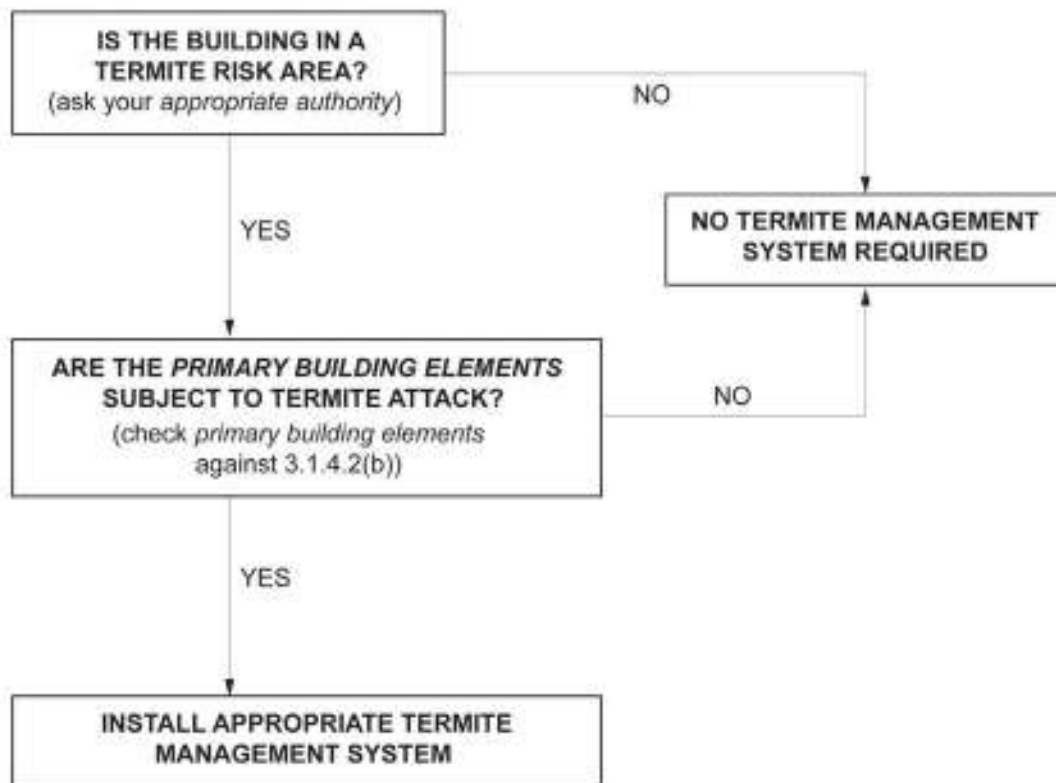 IS THE BUILDING IN A
TERMITE RISK AREA?
(ask your appropriate authority)
NO
YES
NO TERMITE MANAGEMENT
SYSTEM REQUIRED
ARE THE PRIMARY BUILDING ELEMENTS
SUBJECT TO TERMITE ATTACK?
(check primary building elements
against 3.1.4.2(b))
NO
YES
INSTALL APPROPRIATE TERMITE
MANAGEMENT SYSTEM